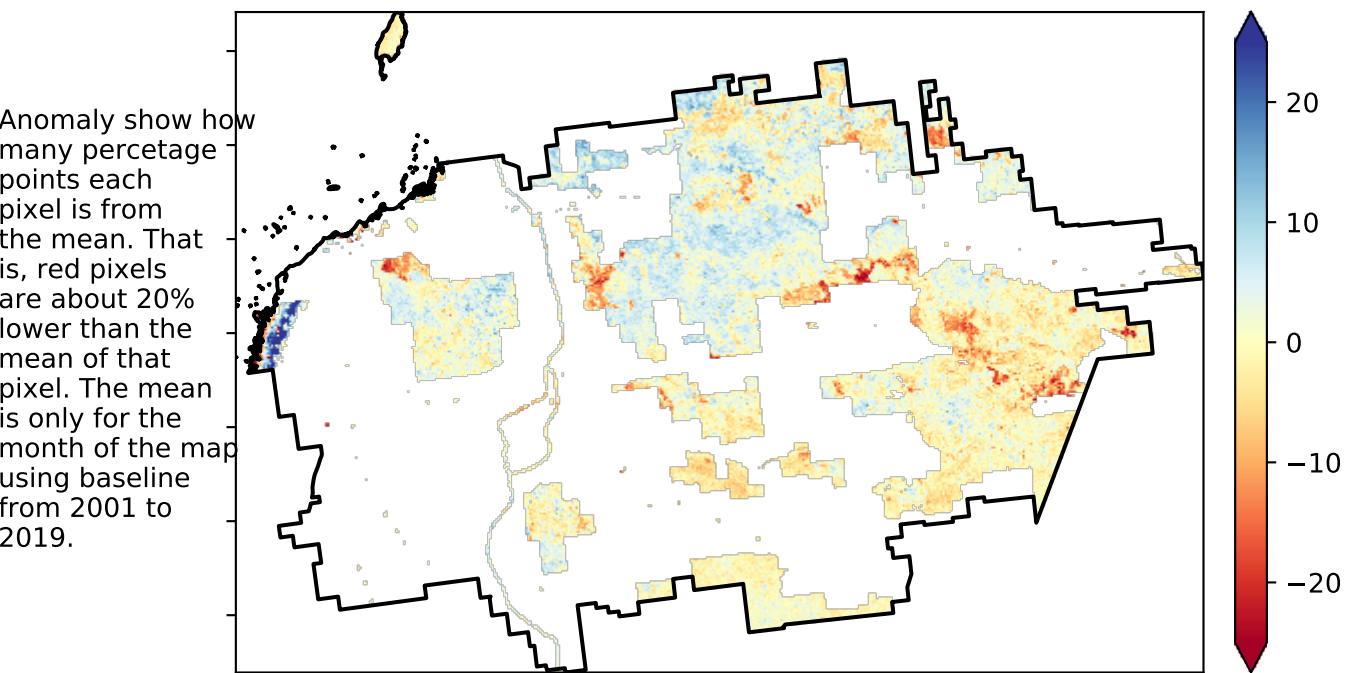 Anomaly show how
many percetage
points each
pixel is from
the mean. That
is, red pixels
are about 20%
lower than the
mean of that
pixel. The mean
is only for the
month of the map
using baseline
from 2001 to
2019.
20
10
0
−10
−20